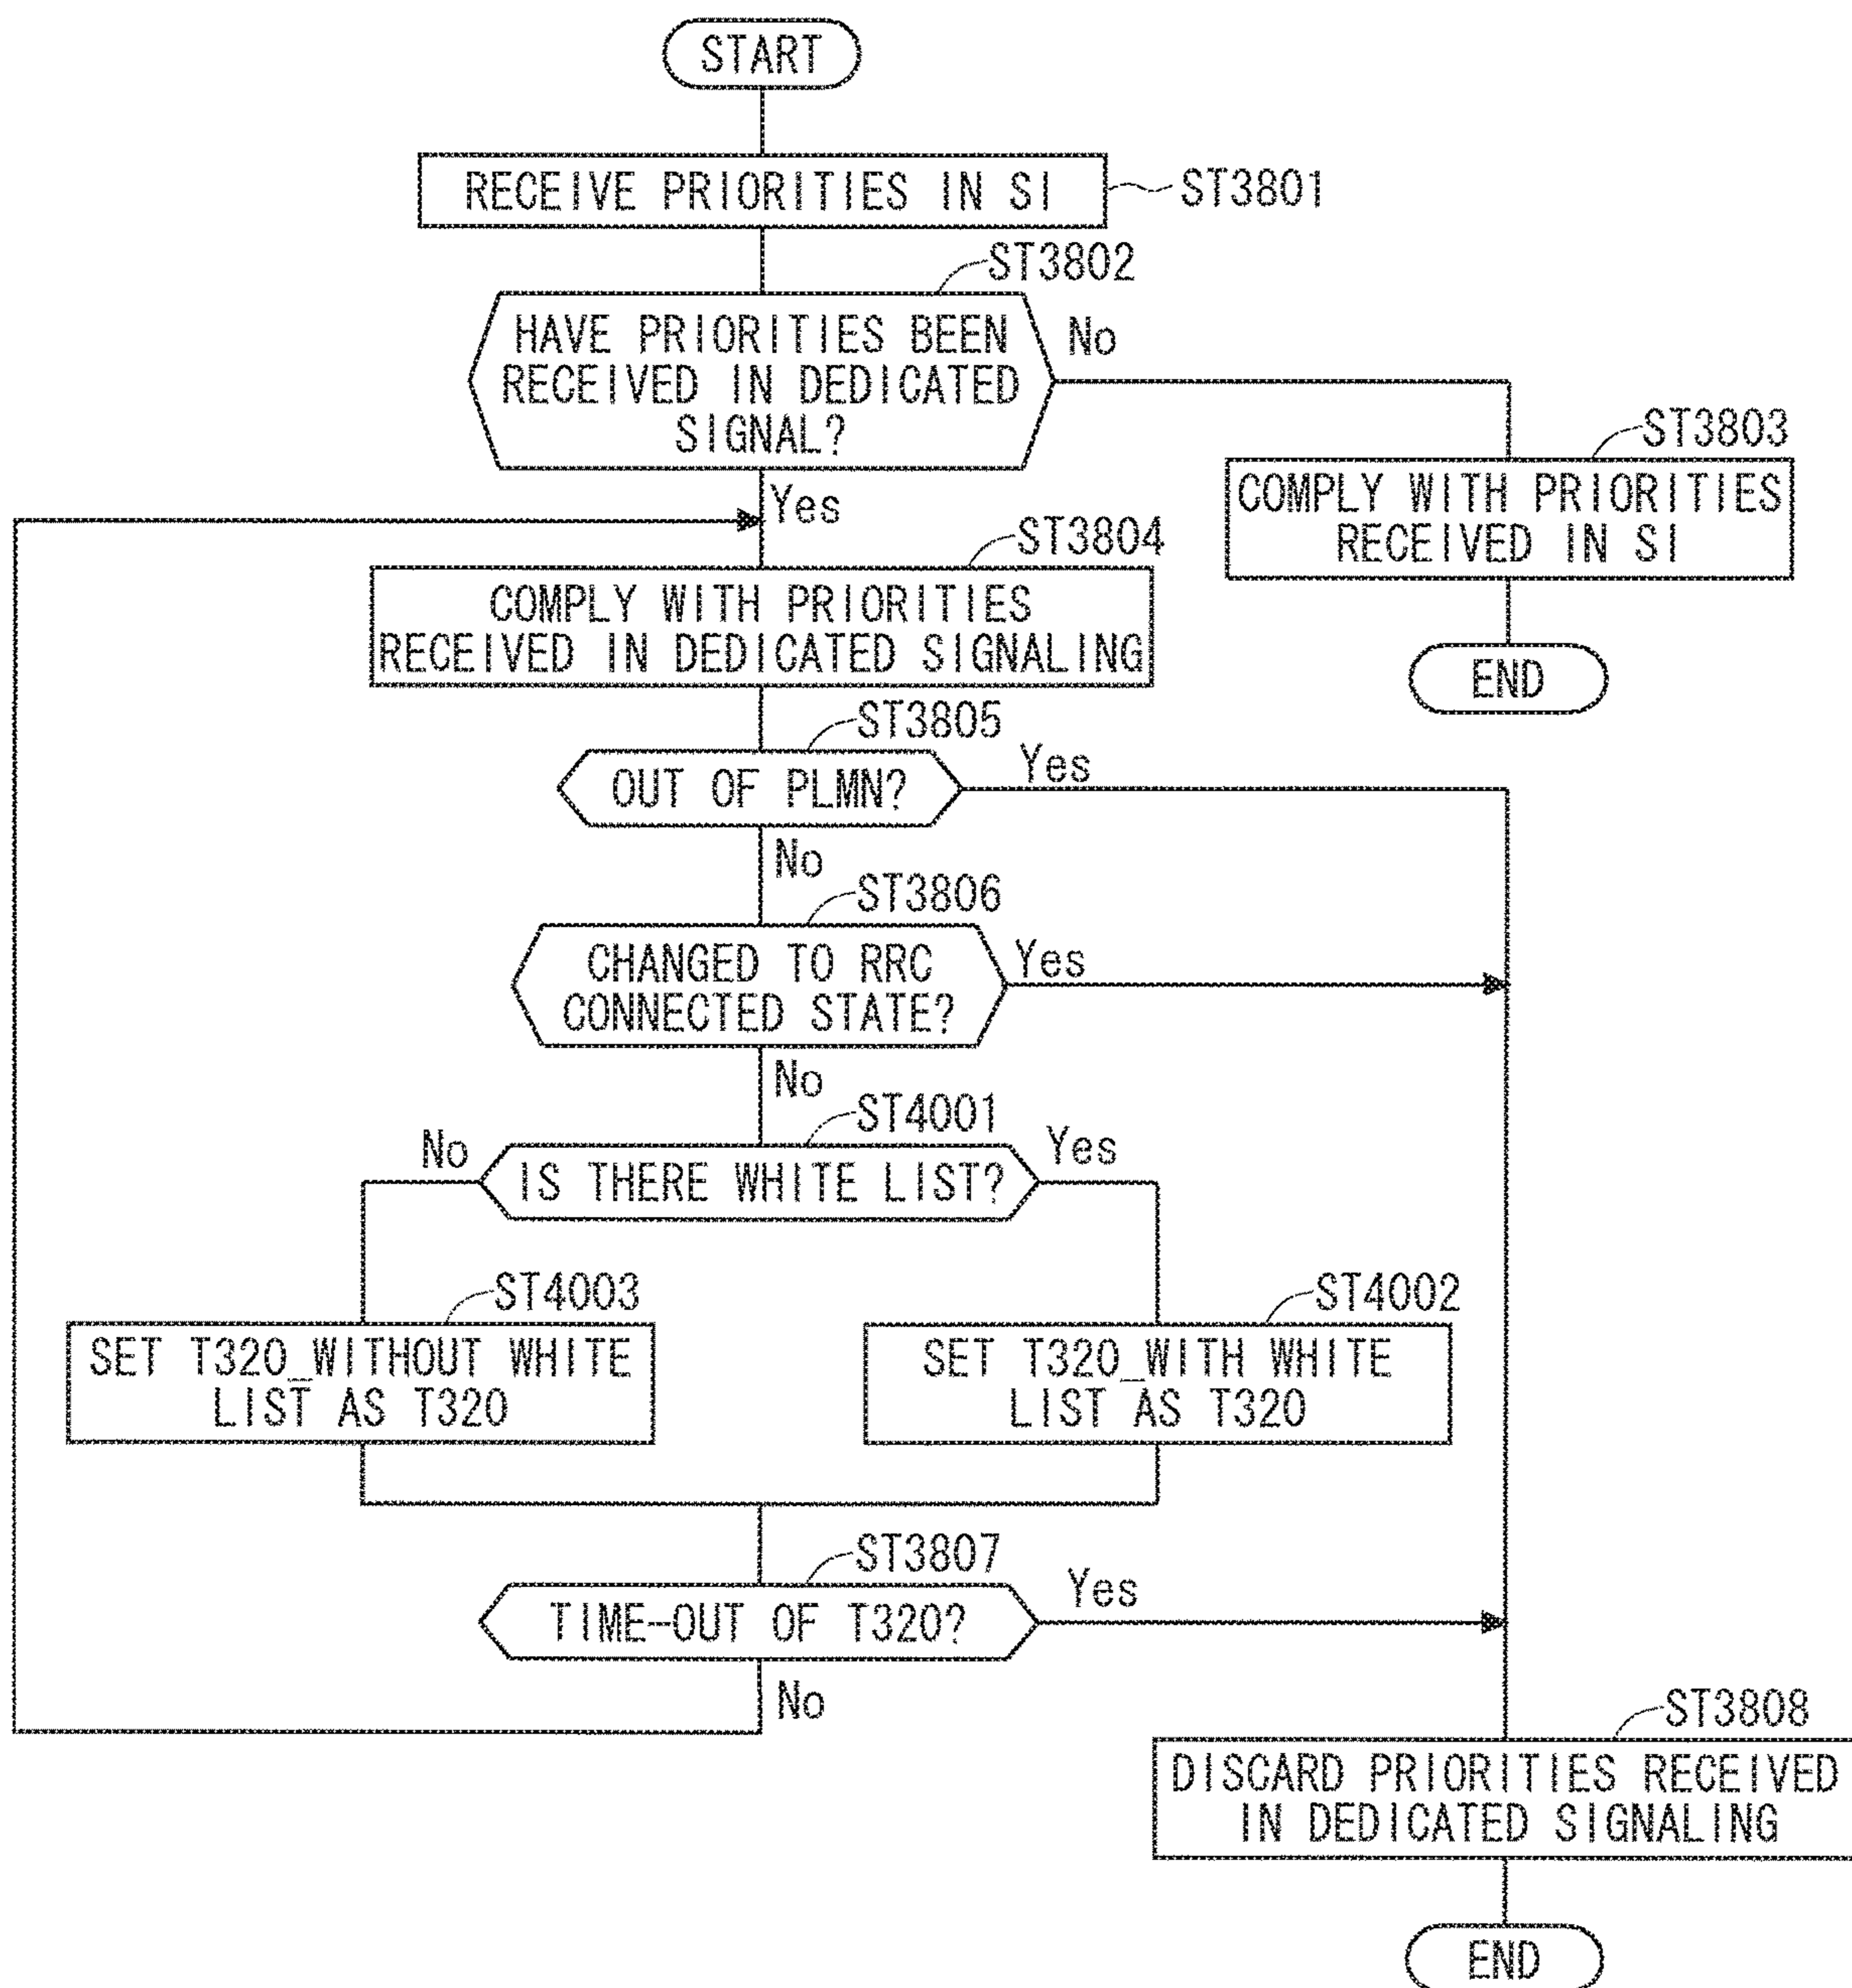 START
RECEIVE PRIORITIES IN SI
ST3801
ST3802
HAVE PRIORITIES BEEN
RECEIVED IN DEDICATED
SIGNAL?
No
Yes
ST3803
COMPLY WITH PRIORITIES
RECEIVED IN SI
END
ST3804
COMPLY WITH PRIORITIES
RECEIVED IN DEDICATED SIGNALING
ST3805
OUT OF PLMN?
Yes
No
ST3806
CHANGED TO RRC
CONNECTED STATE?
Yes
No
ST4001
IS THERE WHITE LIST?
No
Yes
ST4003
SET T320_WITHOUT WHITE
LIST AS T320
ST4002
SET T320_WITH WHITE
LIST AS T320
ST3807
TIME-OUT OF T320?
Yes
No
ST3808
DISCARD PRIORITIES RECEIVED
IN DEDICATED SIGNALING
END